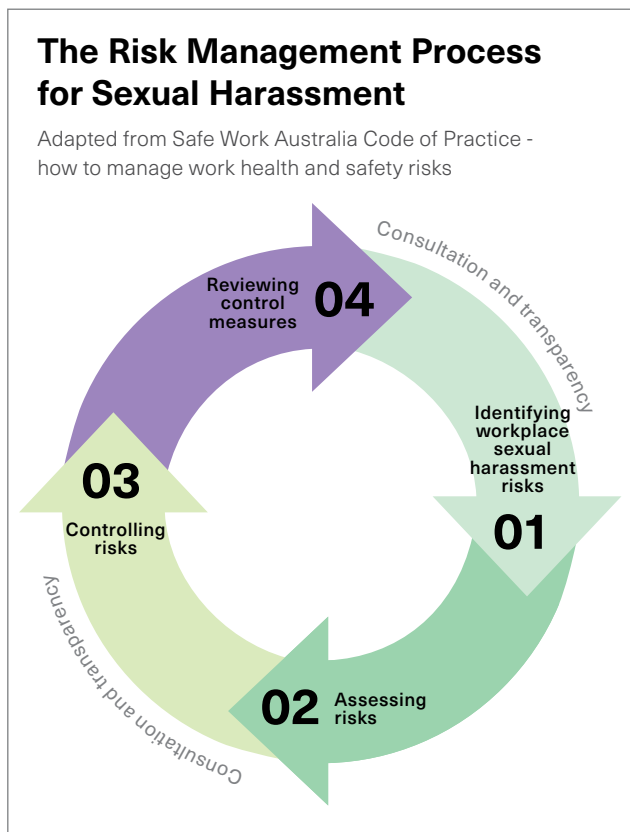 The Risk Management Process
for Sexual Harassment
Adapted from Safe Work Australia Code of Practice -
how to manage work health and safety risks
Consultation and transparency
Identifying
workplace
sexual
harassment
risks
01
02
Assessing
risks
03
Controlling
risks
Consultation and transparency
Reviewing
control
measures
04